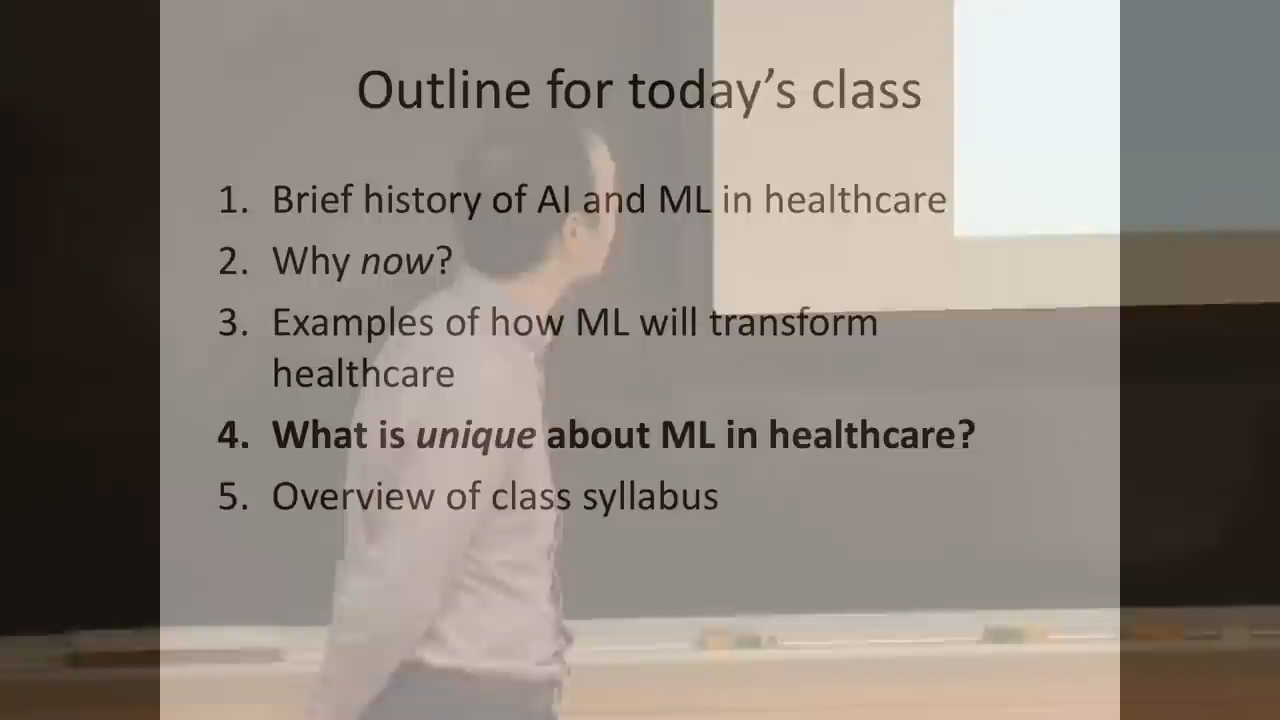 Outline for today's class
1. Brief history of AI and ML in healthcare
2. Why now?
3. Examples of how ML will transform
healthcare
4. What is unique about ML in healthcare?
5. Overview of class syllabus